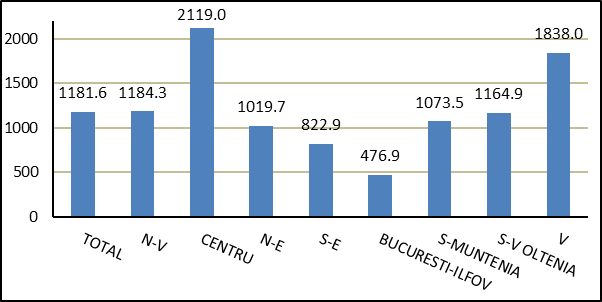 2119.0
1838.0
2000
1500
1181.6 1184.3
1019.7
1073.5
1164.9
1000
822.9
476.9
500
0
TOTAL
N-V
CENTRU
N-E
S-E
BUCURESTI-ILFOV
S-MUNTENIA
S-V OLTENIA
V